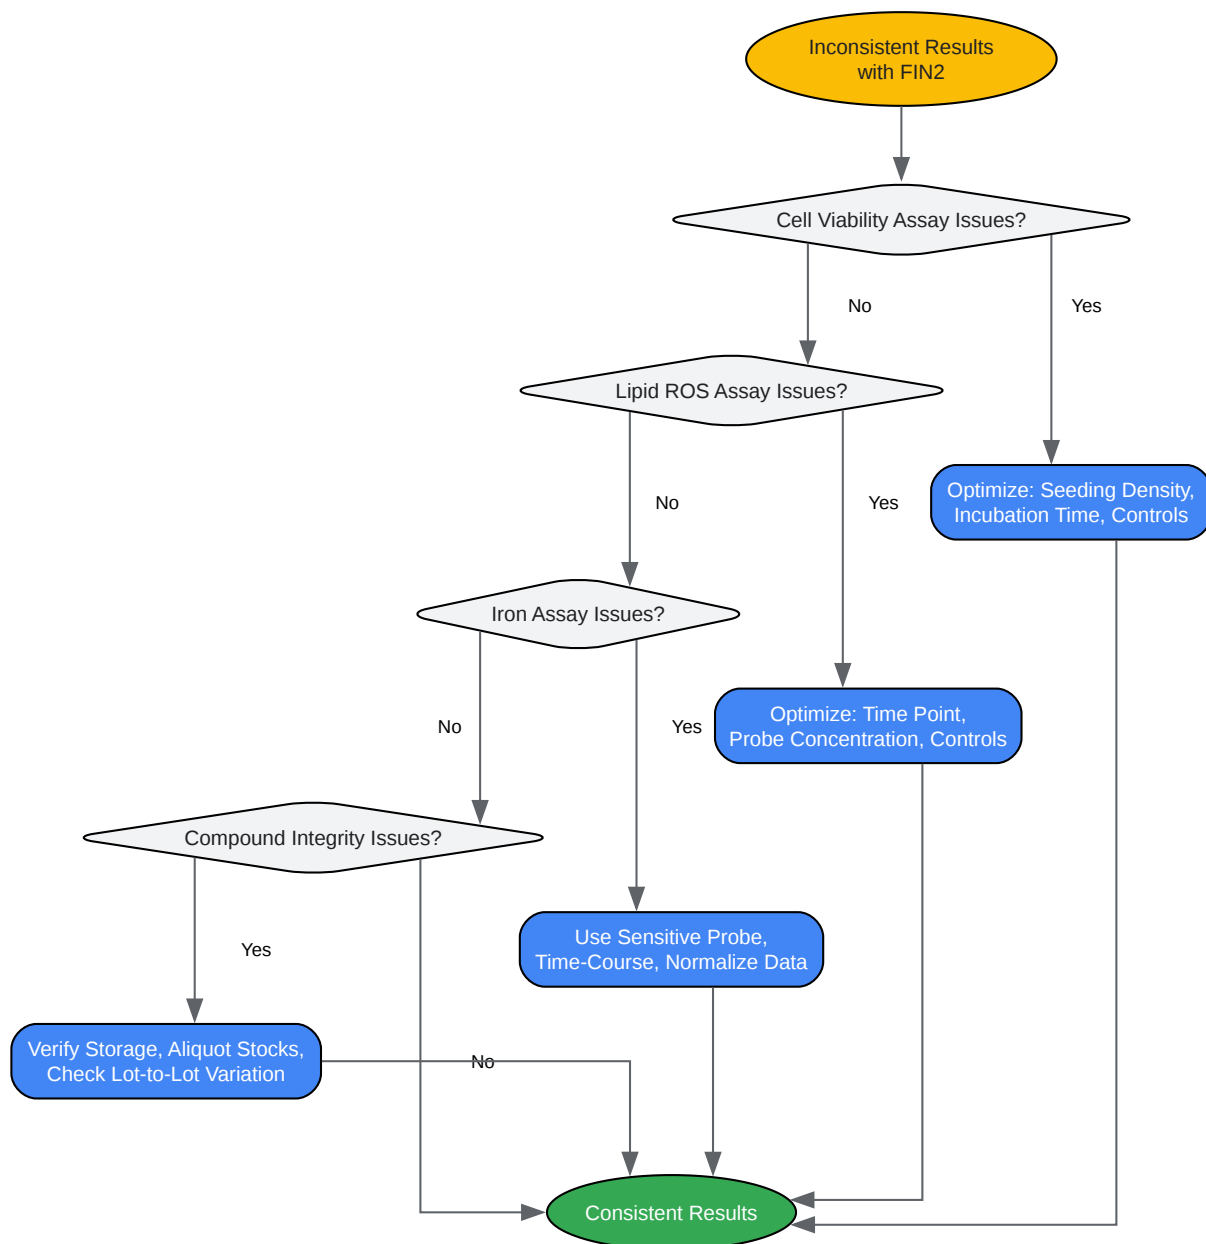 Inconsistent Results
with FIN2
Cell Viability Assay Issues?
No
Yes
Lipid ROS Assay Issues?
No
Yes
Optimize: Seeding Density,
Incubation Time, Controls
Iron Assay Issues?
No
Yes
Optimize: Time Point,
Probe Concentration, Controls
Compound Integrity Issues?
Yes
Use Sensitive Probe,
Time-Course, Normalize Data
Verify Storage, Aliquot Stocks,
Check Lot-to-Lot Variation
No
Consistent Results